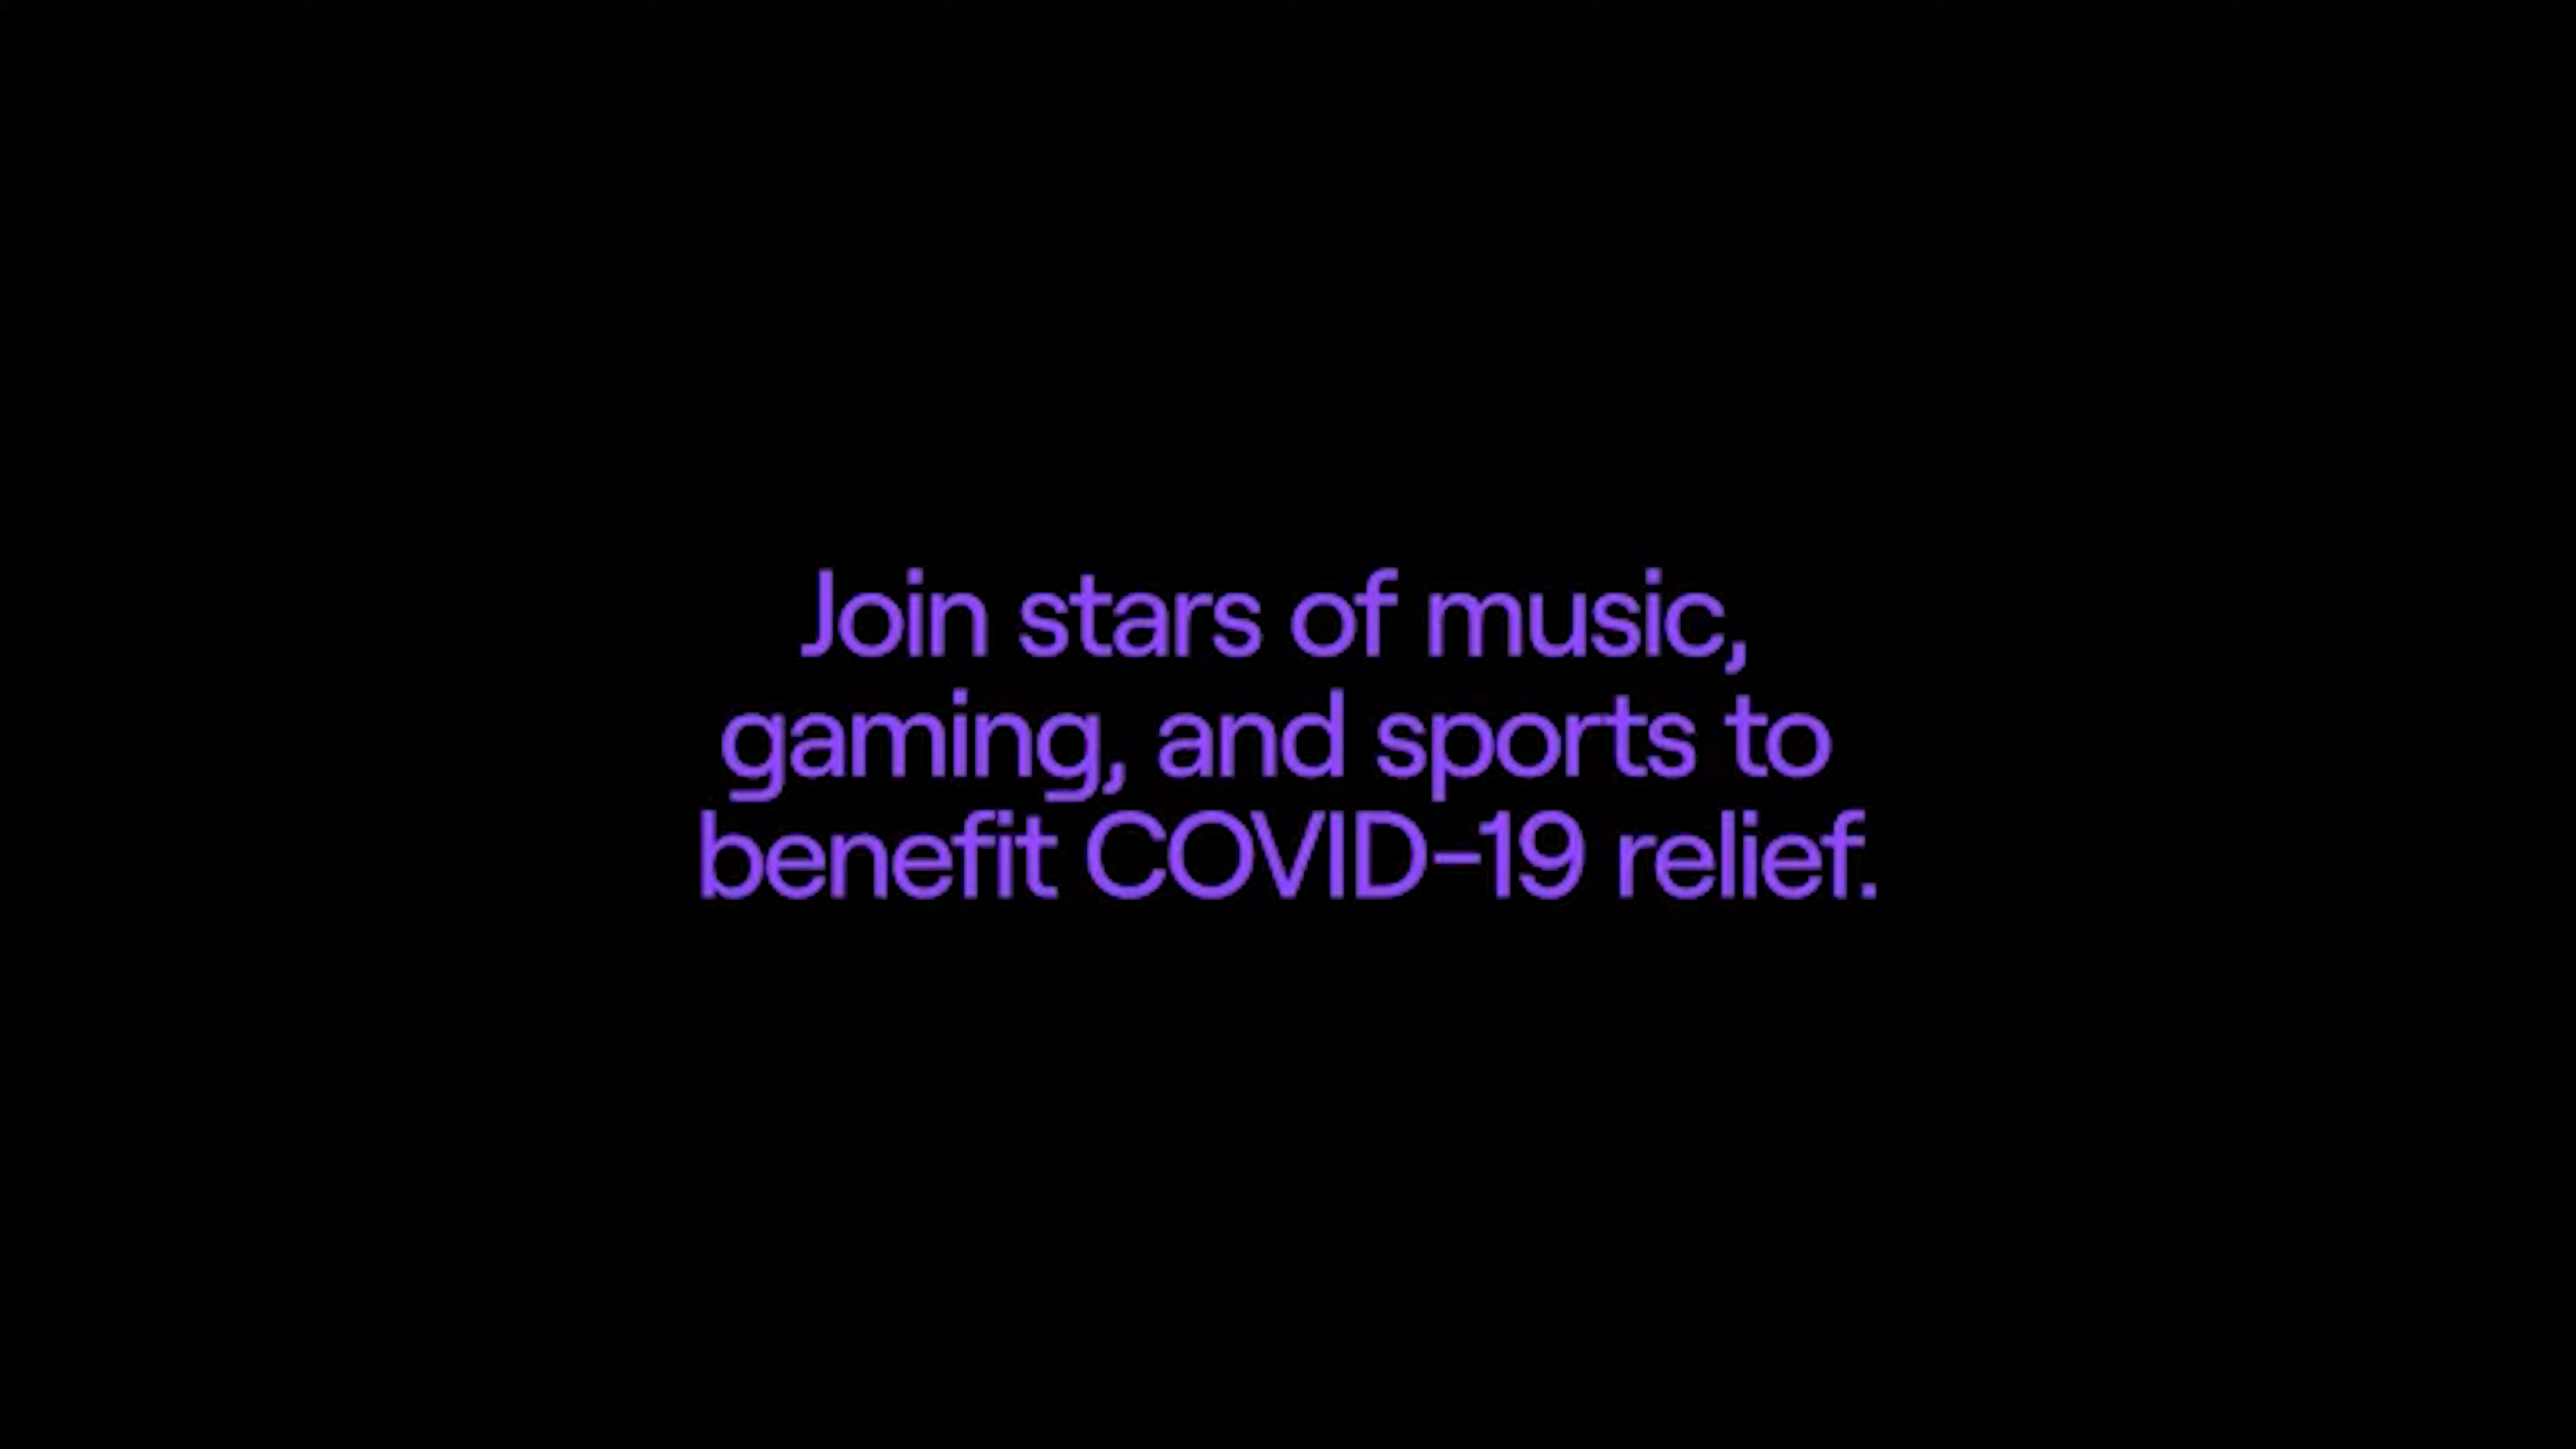 Join stars of music,
gaming, and sports to
benefit COVID-19 relief.